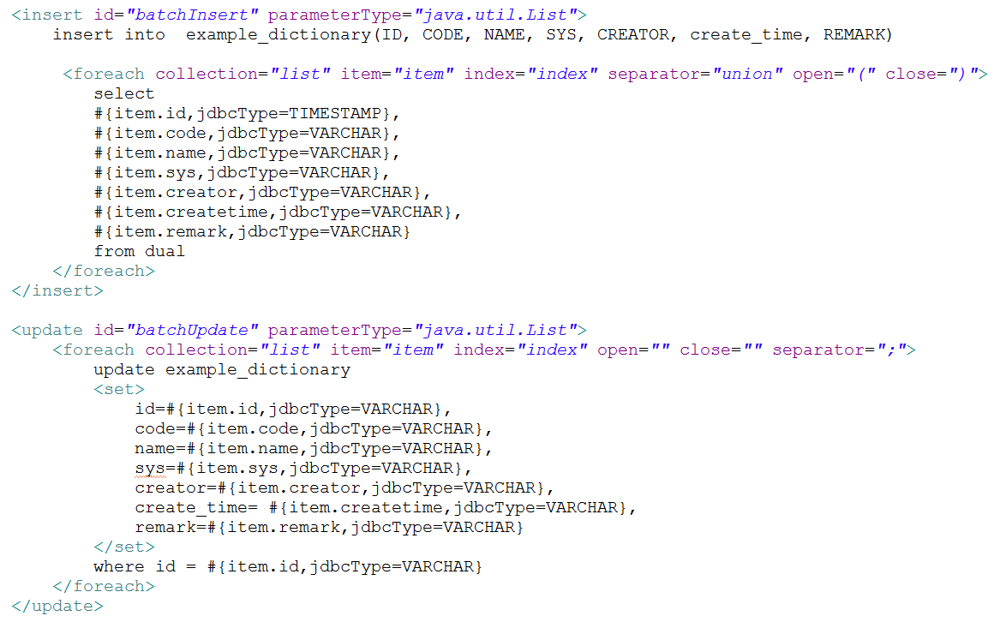 <insert id="batchInsert" parameterType="java.util.List">
    insert into  example_dictionary(ID, CODE, NAME, SYS, CREATOR, create_time, REMARK)
     <foreach collection="list" item="item" index="index" separator="union" open="(" close=")">
        select
        #{item.id,jdbcType=TIMESTAMP},
        #{item.code,jdbcType=VARCHAR},
        #{item.name,jdbcType=VARCHAR},
        #{item.sys,jdbcType=VARCHAR},
        #{item.creator,jdbcType=VARCHAR},
        #{item.createtime,jdbcType=VARCHAR},
        #{item.remark,jdbcType=VARCHAR}
        from dual
    </foreach>
</insert>
<update id="batchUpdate" parameterType="java.util.List">
    <foreach collection="list" item="item" index="index" open="" close="" separator=";">
        update example_dictionary
        <set>
            id=#{item.id,jdbcType=VARCHAR},
            code=#{item.code,jdbcType=VARCHAR},
            name=#{item.name,jdbcType=VARCHAR},
            sys=#{item.sys,jdbcType=VARCHAR},
            creator=#{item.creator,jdbcType=VARCHAR},
            create_time= #{item.createtime,jdbcType=VARCHAR},
            remark=#{item.remark,jdbcType=VARCHAR}
        </set>
        where id = #{item.id,jdbcType=VARCHAR}
    </foreach>
</update>